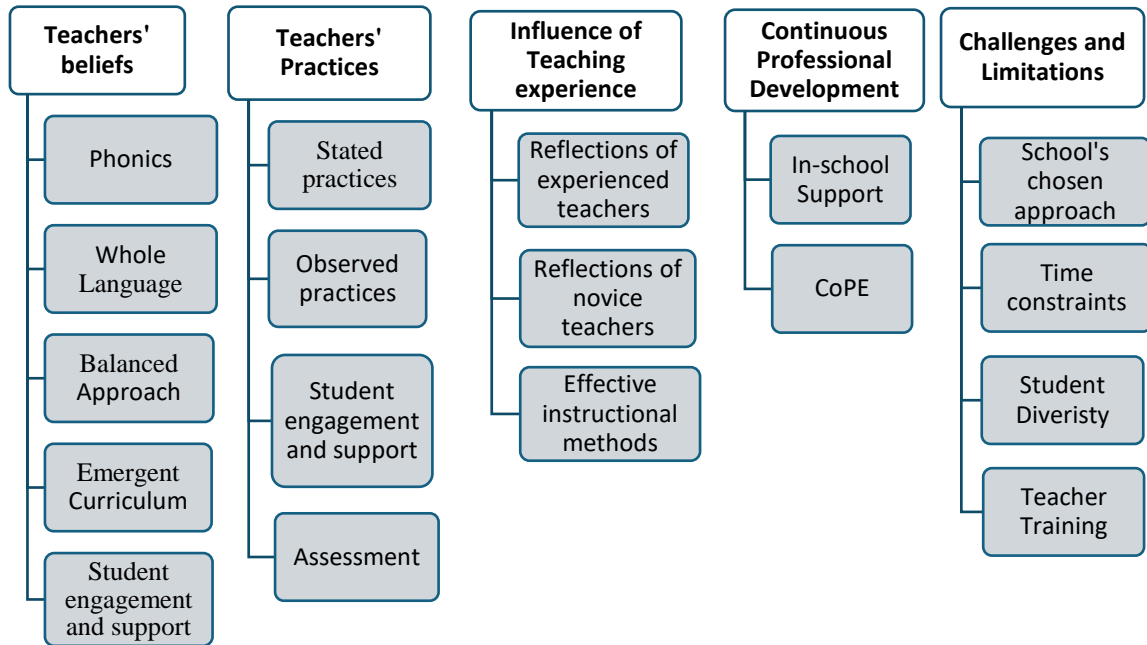 Teachers'
beliefs
Phonics
Whole
Language
Balanced
Approach
Emergent
Curriculum
Student
engagement
and support
Teachers'
Practices
Stated
practices
Observed
practices
Student
engagement
and support
Assessment
Influence of
Teaching
experience
Reflections of
experienced
teachers
Reflections of
novice
teachers
Effective
instructional
methods
Continuous
Professional
Development
In-school
Support
CoPE
Challenges and
Limitations
School's
chosen
approach
Time
constraints
Student
Diveristy
Teacher
Training